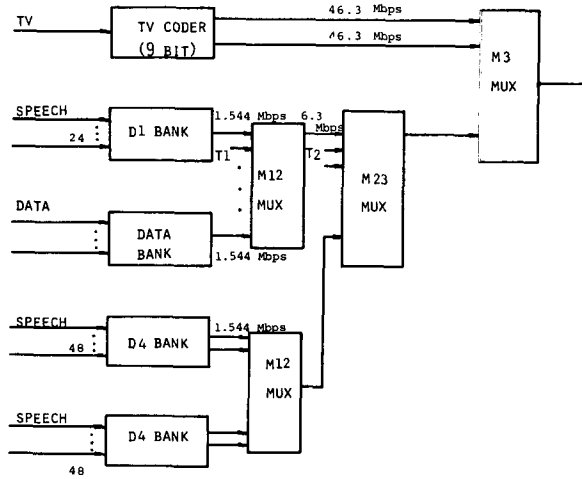 46.3 Mbps
TV
TV CODER
(9 BIT)
46.3 Mbps
M3
MUX
SPEECH
24
D1 BANK
1.544 Mbps
6.3
Mbps
T1
T2
M12
MUX
M23
MUX
DATA
DATA
BANK
1.544 Mbps
SPEECH
48
D4 BANK
1.544 Mbps
M12
MUX
SPEECH
48
D4 BANK